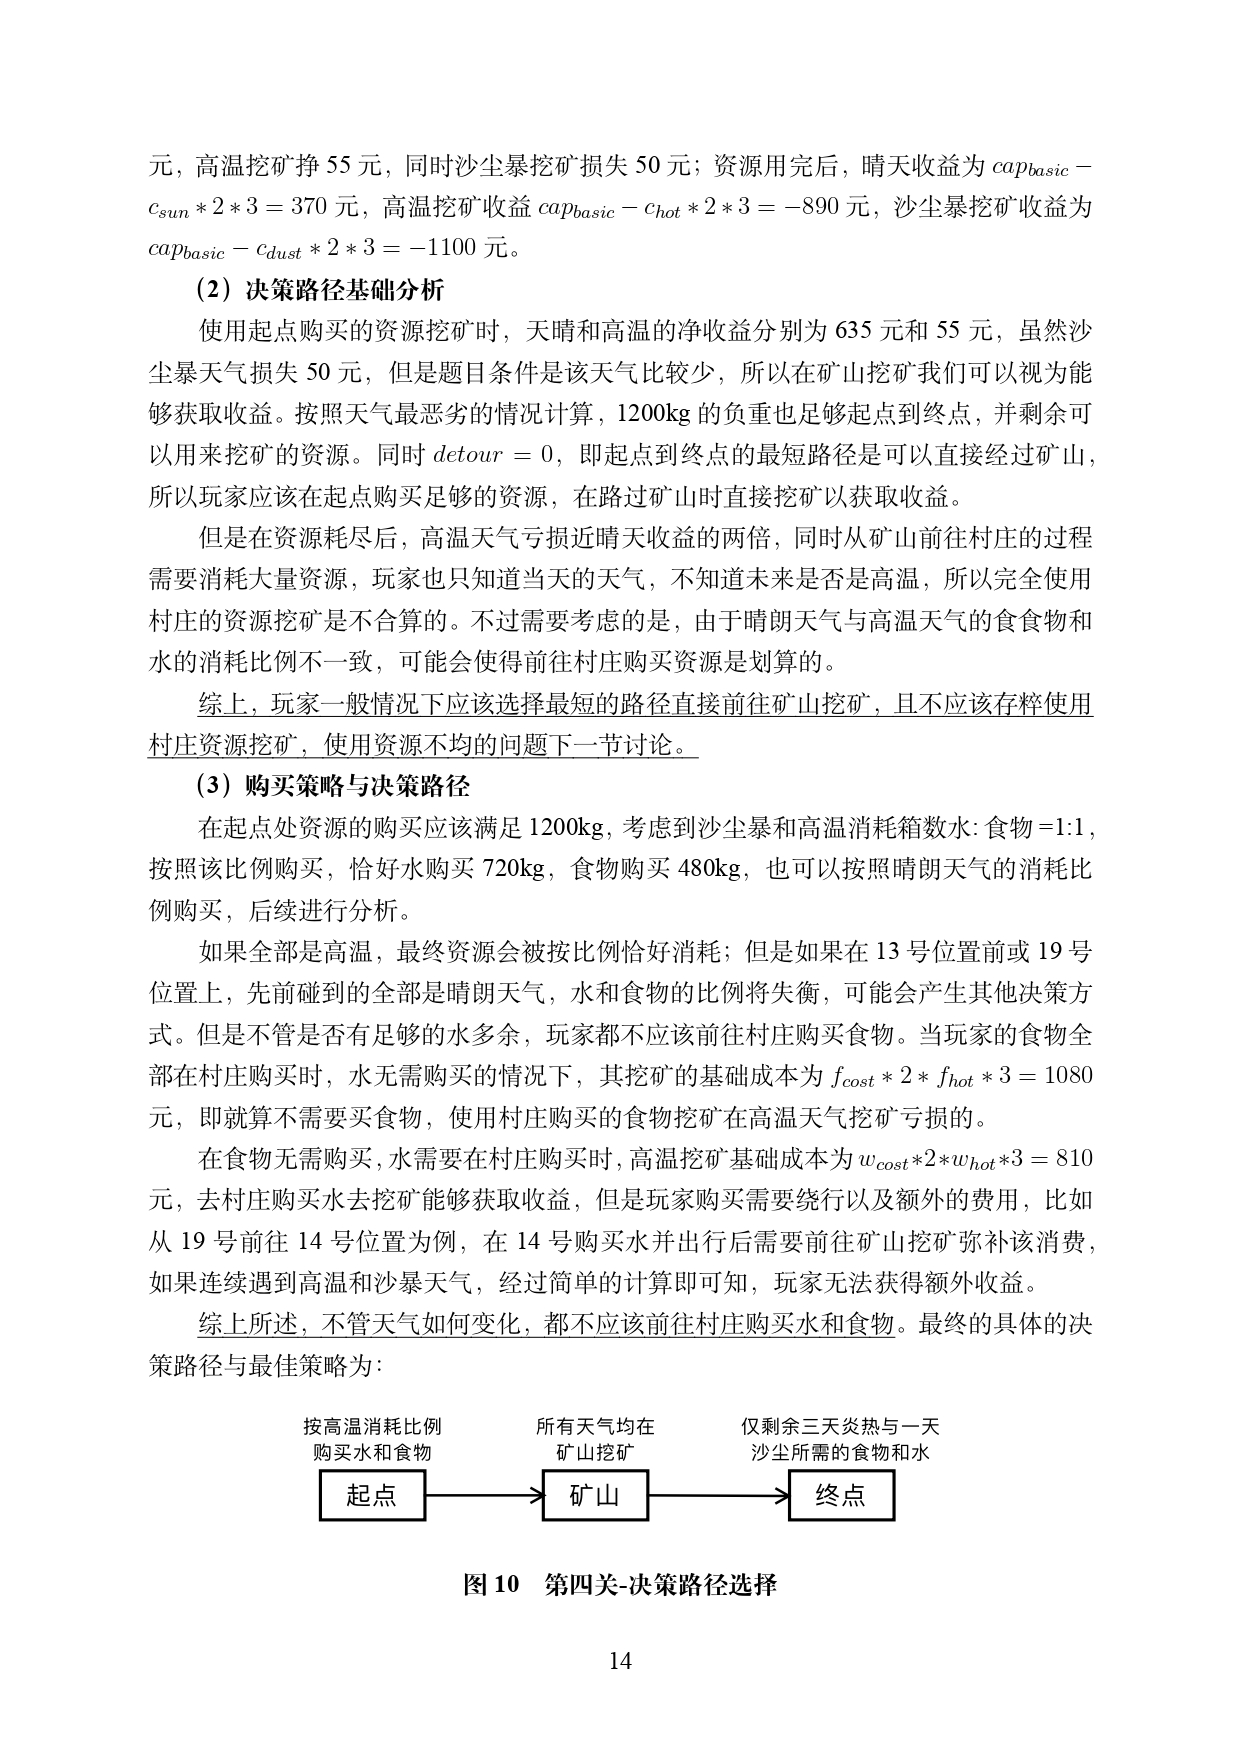 元，高温挖矿挣 55 元，同时沙尘暴挖矿损失 50 元；资源用完后，晴天收益为 cap_basic −
c_sun ∗ 2 ∗ 3 = 370 元，高温挖矿收益 cap_basic − c_hot ∗ 2 ∗ 3 = −890 元，沙尘暴挖矿收益为
cap_basic − c_dust ∗ 2 ∗ 3 = −1100 元。
（2）决策路径基础分析
使用起点购买的资源挖矿时，天晴和高温的净收益分别为 635 元和 55 元，虽然沙
尘暴天气损失 50 元，但是题目条件是该天气比较少，所以在矿山挖矿我们可以视为能
够获取收益。按照天气最恶劣的情况计算，1200kg 的负重也足够起点到终点，并剩余可
以用来挖矿的资源。同时 detour = 0，即起点到终点的最短路径是可以直接经过矿山，
所以玩家应该在起点购买足够的资源，在路过矿山时直接挖矿以获取收益。
但是在资源耗尽后，高温天气亏损近晴天收益的两倍，同时从矿山前往村庄的过程
需要消耗大量资源，玩家也只知道当天的天气，不知道未来是否是高温，所以完全使用
村庄的资源挖矿是不合算的。不过需要考虑的是，由于晴朗天气与高温天气的食食物和
水的消耗比例不一致，可能会使得前往村庄购买资源是划算的。
综上，玩家一般情况下应该选择最短的路径直接前往矿山挖矿，且不应该存粹使用
村庄资源挖矿，使用资源不均的问题下一节讨论。
（3）购买策略与决策路径
在起点处资源的购买应该满足 1200kg，考虑到沙尘暴和高温消耗箱数水：食物 =1:1，
按照该比例购买，恰好水购买 720kg，食物购买 480kg，也可以按照晴朗天气的消耗比
例购买，后续进行分析。
如果全部是高温，最终资源会被按比例恰好消耗；但是如果在 13 号位置前或 19 号
位置上，先前碰到的全部是晴朗天气，水和食物的比例将失衡，可能会产生其他决策方
式。但是不管是否有足够的水多余，玩家都不应该前往村庄购买食物。当玩家的食物全
部在村庄购买时，水无需购买的情况下，其挖矿的基础成本为 f_cost ∗ 2 ∗ f_hot ∗ 3 = 1080
元，即就算不需要买食物，使用村庄购买的食物挖矿在高温天气挖矿亏损的。
在食物无需购买，水需要在村庄购买时，高温挖矿基础成本为 w_cost∗2∗w_hot∗3 = 810
元，去村庄购买水去挖矿能够获取收益，但是玩家购买需要绕行以及额外的费用，比如
从 19 号前往 14 号位置为例，在 14 号购买水并出行后需要前往矿山挖矿弥补该消费，
如果连续遇到高温和沙暴天气，经过简单的计算即可知，玩家无法获得额外收益。
综上所述，不管天气如何变化，都不应该前往村庄购买水和食物。最终的具体的决
策路径与最佳策略为：
按高温消耗比例
购买水和食物
所有天气均在
矿山挖矿
仅剩余三天炎热与一天
沙尘所需的食物和水
起点
矿山
终点
图 10 第四关-决策路径选择
14